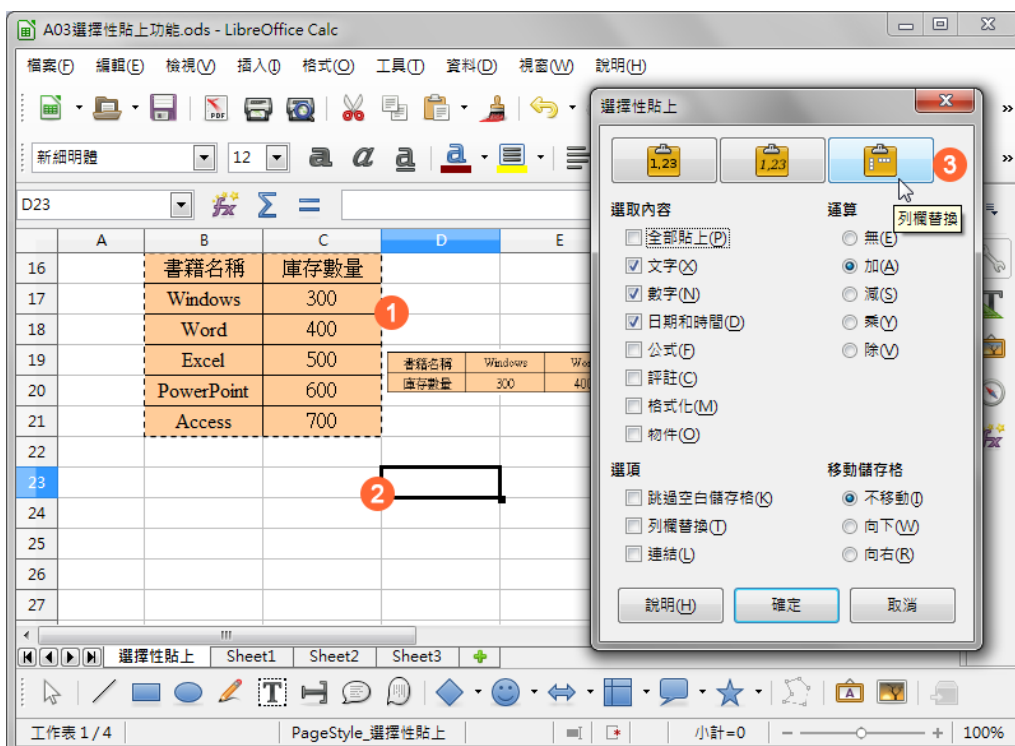 A03選擇性貼上功能.ods - LibreOffice Calc
檔案(F) 編輯(E) 檢視(V) 插入(I) 格式(O) 工具(T) 資料(D) 視窗(W) 說明(H)
PDF
»
新細明體 12 a a a a »
D23
A B C D E
16 書籍名稱 庫存數量
17 Windows 300
18 Word 400
19 Excel 500
20 PowerPoint 600
21 Access 700
22
23
24
25
26
27
1
2
書籍名稱 Windows
庫存數量 300 400
選擇性貼上
1,23 1,23 3
列欄替換
選取內容 運算
全部貼上(P) 無(E)
文字(X) 加(A)
數字(N) 減(S)
日期和時間(D) 乘(Y)
公式(F) 除(V)
評註(C)
格式化(M)
物件(O)
選項 移動儲存格
跳過空白儲存格(K) 不移動(I)
列欄替換(T) 向下(W)
連結(L) 向右(R)
說明(H) 確定 取消
選擇性貼上 Sheet1 Sheet2 Sheet3
T A
工作表 1 / 4 PageStyle_選擇性貼上 小計=0 100%